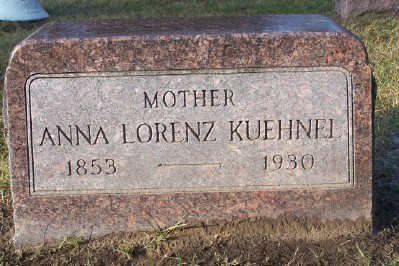 MOTHER
ANNA LORENZ KUEHNEL
1853 — 1930